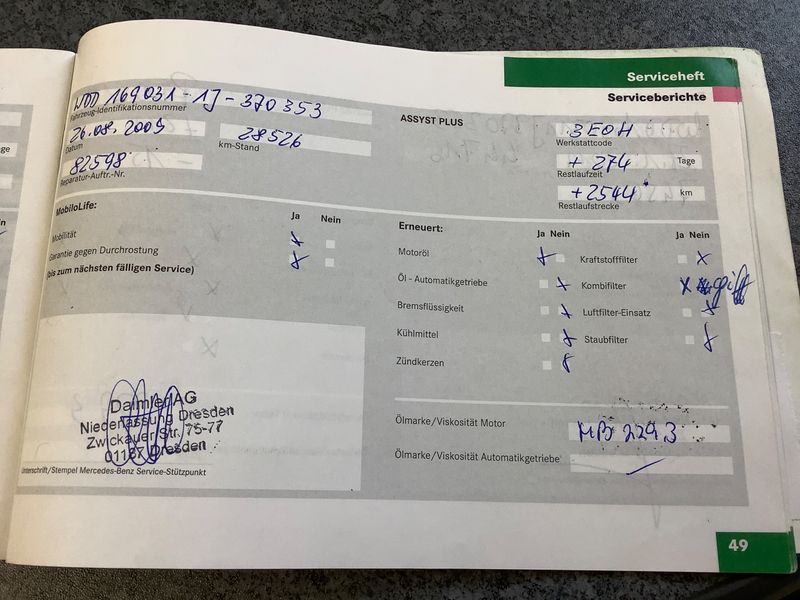 Serviceheft
Serviceberichte
WDD 169031-1J-370353
Fahrzeug-Identifikationsnummer
26.08.2009
Datum
28526
km-Stand
82598
Reparatur-Auftr.-Nr.
ASSYST PLUS
3E0H
Werkstattcode
+ 274 Tage
Restlaufzeit
+2544 km
Restlaufstrecke
MobiloLife:
Ja Nein
Mobilität
Garantie gegen Durchrostung
(bis zum nächsten fälligen Service)
Erneuert:
Ja Nein
Ja Nein
Motoröl
Kraftstofffilter
Öl - Automatikgetriebe
Kombifilter
Bremsflüssigkeit
Luftfilter-Einsatz
Kühlmittel
Staubfilter
Zündkerzen
Daimler AG
Niederlassung Dresden
Zwickauer Str. 75-77
01187 Dresden
Unterschrift/Stempel Mercedes-Benz Service-Stützpunkt
Ölmarke/Viskosität Motor
MB 229.3
Ölmarke/Viskosität Automatikgetriebe
49